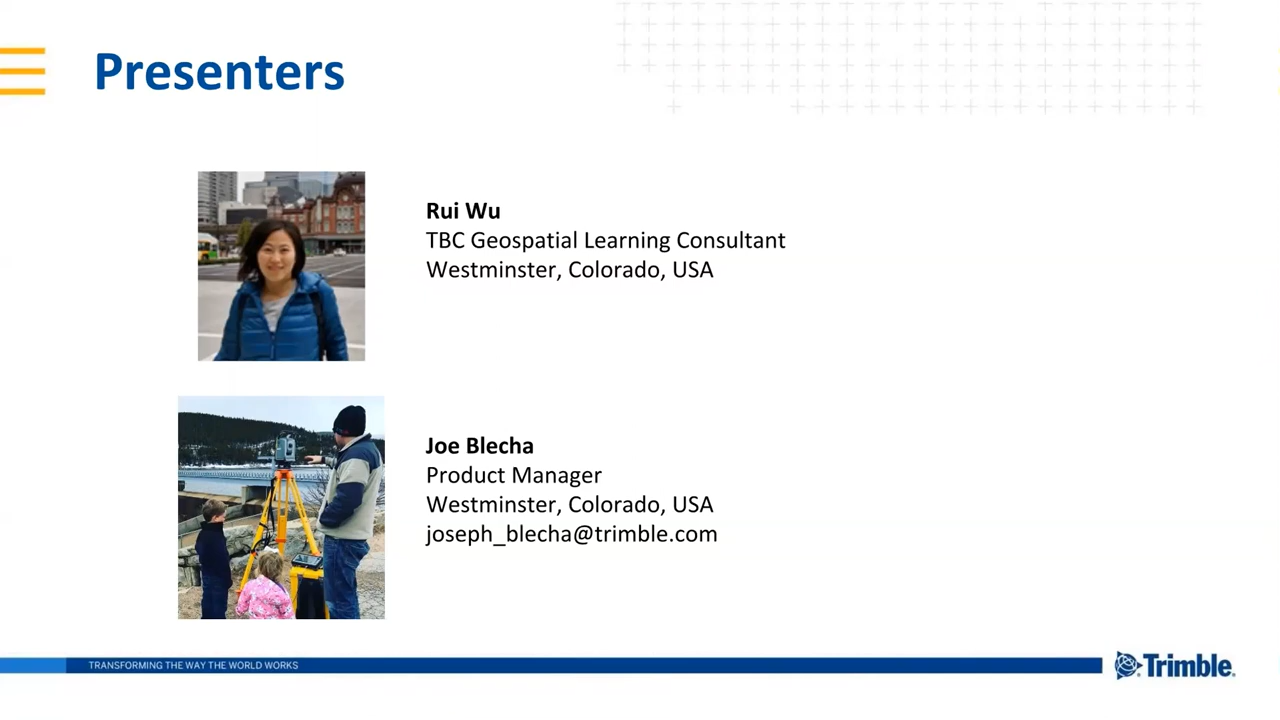 Presenters
Rui Wu
TBC Geospatial Learning Consultant
Westminster, Colorado, USA
Joe Blecha
Product Manager
Westminster, Colorado, USA
joseph_blecha@trimble.com
TRANSFORMING THE WAY THE WORLD WORKS
Trimble